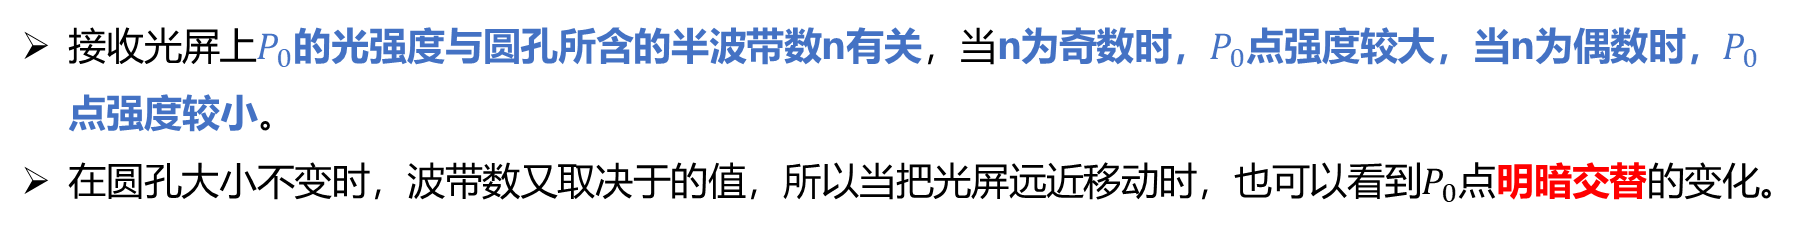 ➢ 接收光屏上P₀的光强度与圆孔所含的半波带数n有关，当n为奇数时，P₀点强度较大，当n为偶数时，P₀
点强度较小。
➢ 在圆孔大小不变时，波带数又取决于的值，所以当把光屏远近移动时，也可以看到P₀点明暗交替的变化。